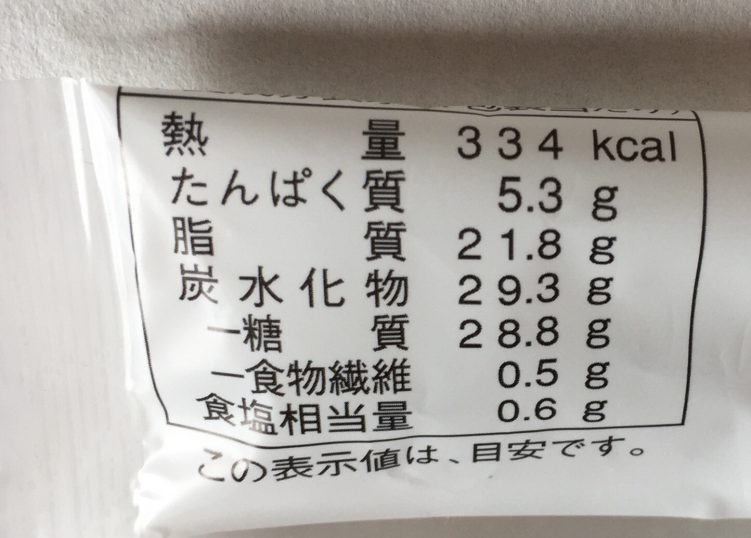 熱量 334 kcal
たんぱく質 5.3 g
脂質 21.8 g
炭水化物 29.3 g
－糖質 28.8 g
－食物繊維 0.5 g
食塩相当量 0.6 g
この表示値は、目安です。